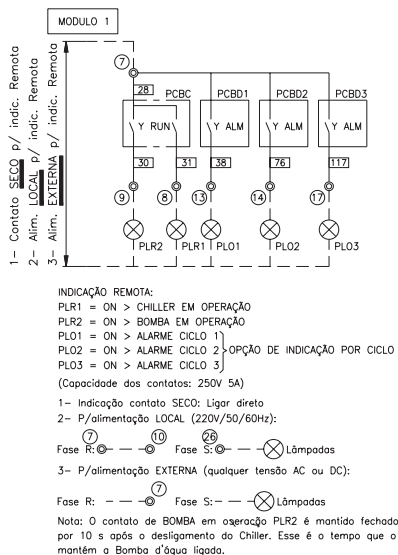 MODULO 1
1- Contato SECO p/ indic. Remota
2- Alim. LOCAL p/ indic. Remota
3- Alim. EXTERNA p/ indic. Remota
7
28
PCBC
PCBD1
PCBD2
PCBD3
Y RUN
Y ALM
Y ALM
Y ALM
30
31
38
76
117
9
8
13
14
17
PLR2
PLR1
PL01
PL02
PL03
INDICAÇÃO REMOTA:
PLR1 = ON > CHILLER EM OPERAÇÃO
PLR2 = ON > BOMBA EM OPERAÇÃO
PL01 = ON > ALARME CICLO 1
PL02 = ON > ALARME CICLO 2 > OPÇÃO DE INDICAÇÃO POR CICLO
PL03 = ON > ALARME CICLO 3
(Capacidade dos contatos: 250V 5A)
1- Indicação contato SECO: Ligar direto
2- P/alimentação LOCAL (220V/50/60Hz):
7 10 26
Fase R: Fase S: Lâmpadas
3- P/alimentação EXTERNA (qualquer tensão AC ou DC):
7
Fase R: Fase S: Lâmpadas
Nota: O contato de BOMBA em operação PLR2 é mantido fechado
por 10 s após o desligamento do Chiller. Esse é o tempo que o
mantém a Bomba d'água ligada.